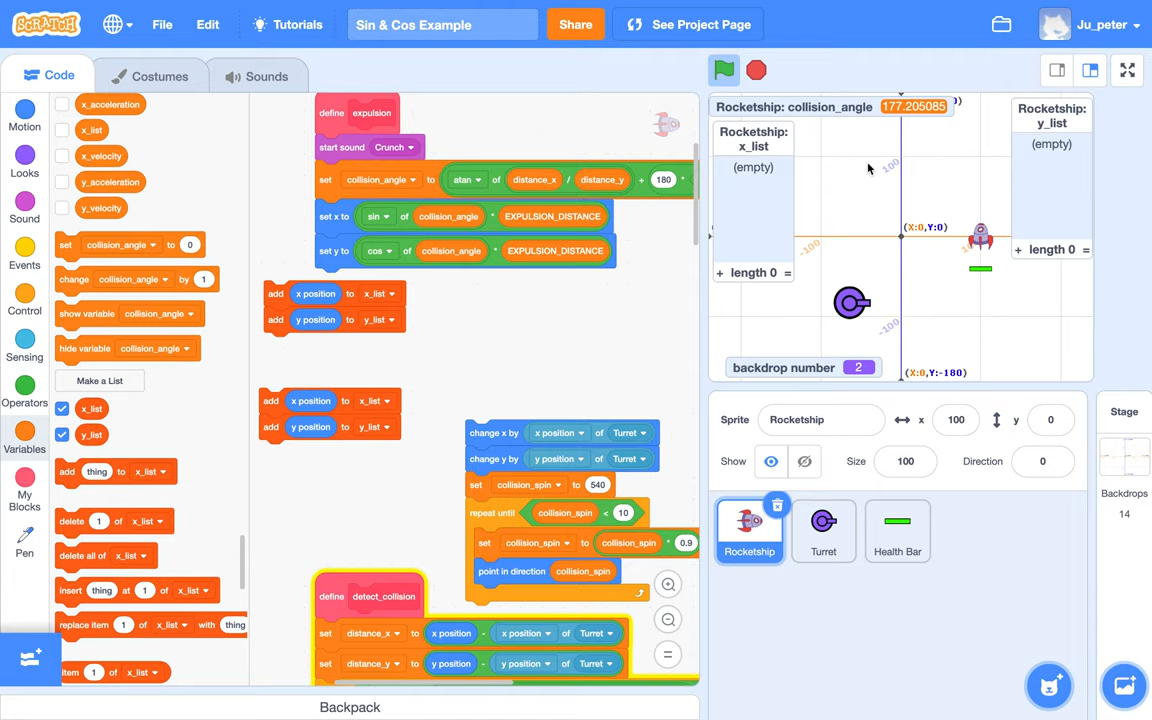 SCRATCH
File
Edit
Tutorials
Sin & Cos Example
Share
See Project Page
Ju_peter
Code
Costumes
Sounds
Motion
Looks
Sound
Events
Control
Sensing
Operators
Variables
My Blocks
Pen
x_acceleration
x_list
x_velocity
y_acceleration
y_velocity
set collision_angle to 0
change collision_angle by 1
show variable collision_angle
hide variable collision_angle
Make a List
x_list
y_list
add thing to x_list
delete 1 of x_list
delete all of x_list
insert thing at 1 of x_list
replace item 1 of x_list with thing
item 1 of x_list
define expulsion
start sound Crunch
set collision_angle to atan of distance_x / distance_y + 180
set x to sin of collision_angle * EXPULSION_DISTANCE
set y to cos of collision_angle * EXPULSION_DISTANCE
add x position to x_list
add y position to y_list
add x position to x_list
add y position to y_list
change x by x position of Turret
change y by y position of Turret
set collision_spin to 540
repeat until collision_spin < 10
set collision_spin to collision_spin * 0.9
point in direction collision_spin
define detect_collision
set distance_x to x position - x position of Turret
set distance_y to y position - y position of Turret
Backpack
Rocketship: collision_angle 177.205085
Rocketship: x_list
(empty)
+ length 0 =
Rocketship: y_list
(empty)
+ length 0 =
100
(X:0,Y:0)
-100
-100
backdrop number 2
(X:0,Y:-180)
Sprite Rocketship x 100 y 0
Show Size 100 Direction 0
Rocketship
Turret
Health Bar
Stage
Backdrops
14